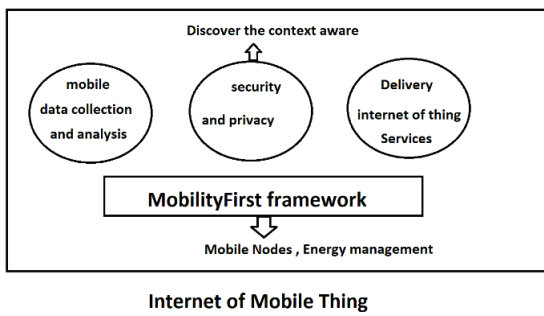 Discover the context aware
mobile
data collection
and analysis
security
and privacy
Delivery
internet of thing
Services
MobilityFirst framework
Mobile Nodes , Energy management
Internet of Mobile Thing